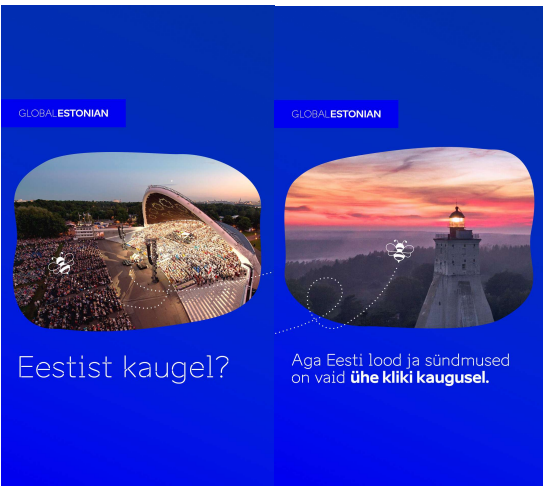 GLOBALESTONIAN
Eestist kaugel?
GLOBALESTONIAN
Aga Eesti lood ja sündmused
on vaid ühe kliki kaugusel.